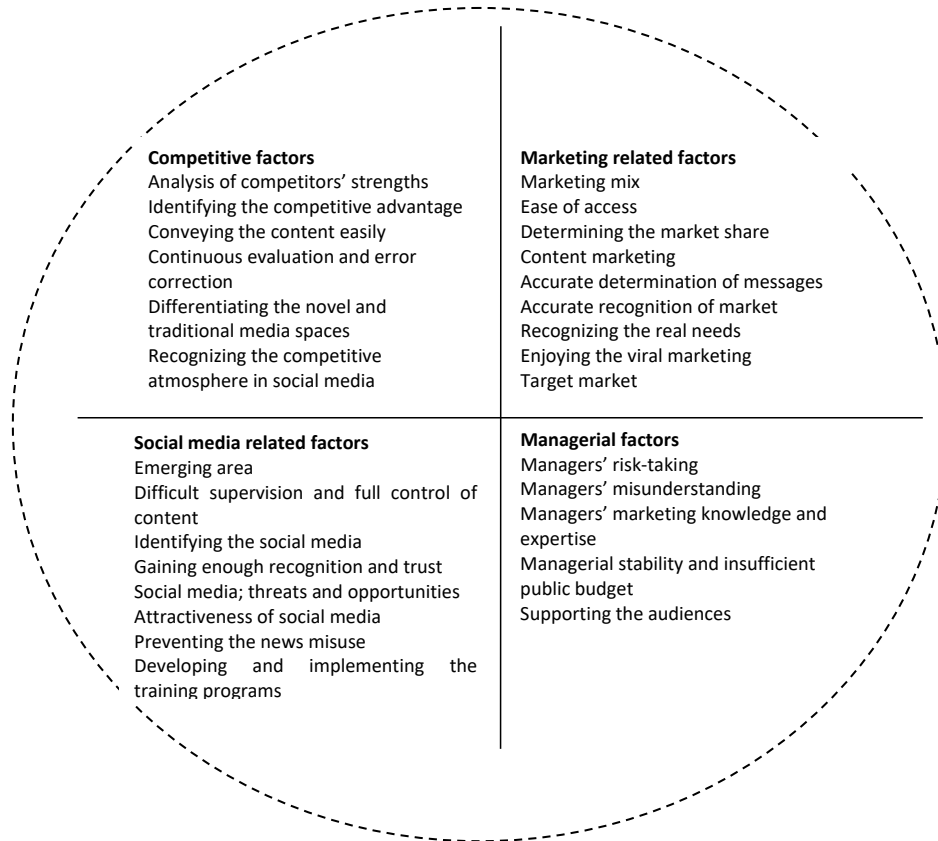 Competitive factors
Analysis of competitors' strengths
Identifying the competitive advantage
Conveying the content easily
Continuous evaluation and error
correction
Differentiating the novel and
traditional media spaces
Recognizing the competitive
atmosphere in social media
Marketing related factors
Marketing mix
Ease of access
Determining the market share
Content marketing
Accurate determination of messages
Accurate recognition of market
Recognizing the real needs
Enjoying the viral marketing
Target market
Social media related factors
Emerging area
Difficult supervision and full control of
content
Identifying the social media
Gaining enough recognition and trust
Social media; threats and opportunities
Attractiveness of social media
Preventing the news misuse
Developing and implementing the
training programs
Managerial factors
Managers' risk-taking
Managers' misunderstanding
Managers' marketing knowledge and
expertise
Managerial stability and insufficient
public budget
Supporting the audiences